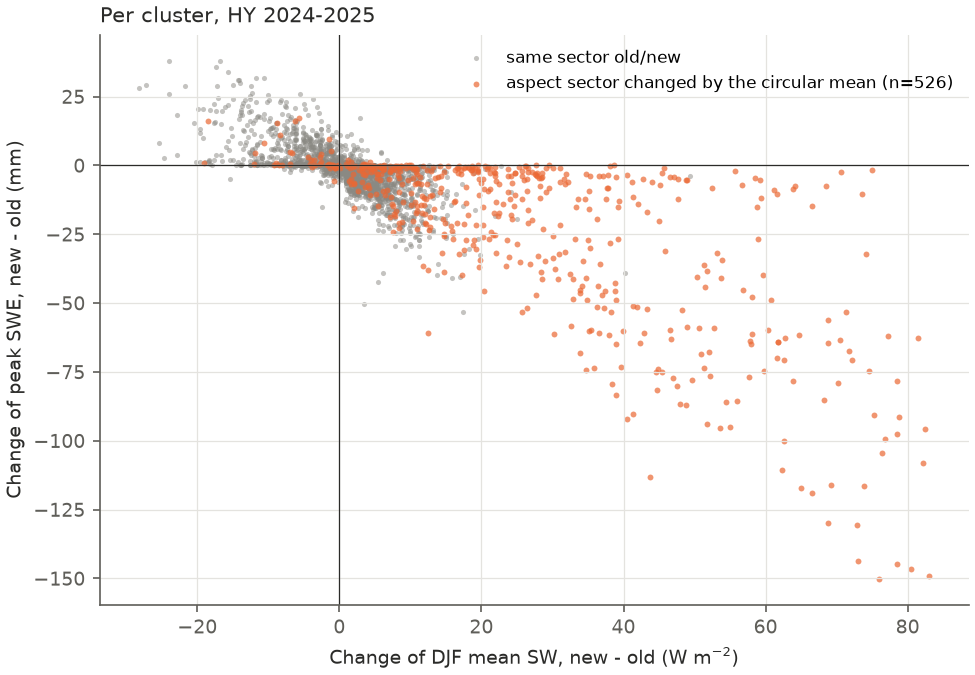 Per cluster, HY 2024-2025
same sector old/new
aspect sector changed by the circular mean (n=526)
Change of peak SWE, new - old (mm)
25
0
−25
−50
−75
−100
−125
−150
−20
0
20
40
60
80
Change of DJF mean SW, new - old (W m⁻²)